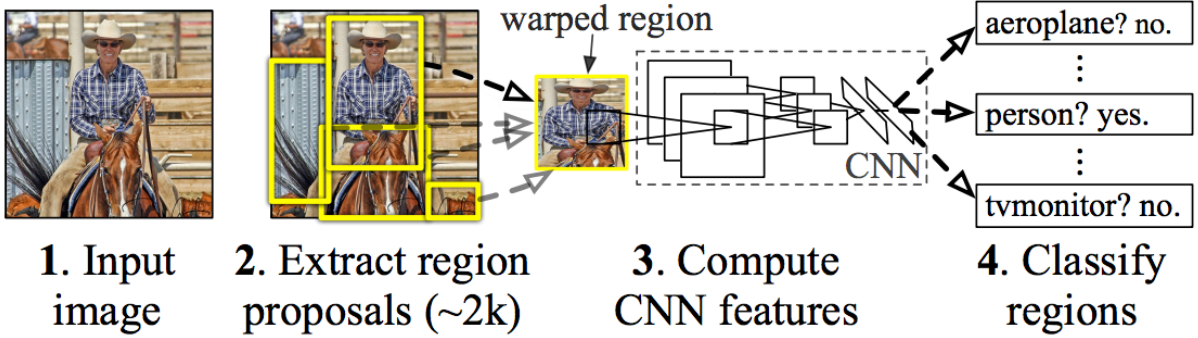 warped region
aeroplane? no.
⋮
person? yes.
⋮
tvmonitor? no.
CNN
1. Input
image
2. Extract region
proposals (~2k)
3. Compute
CNN features
4. Classify
regions